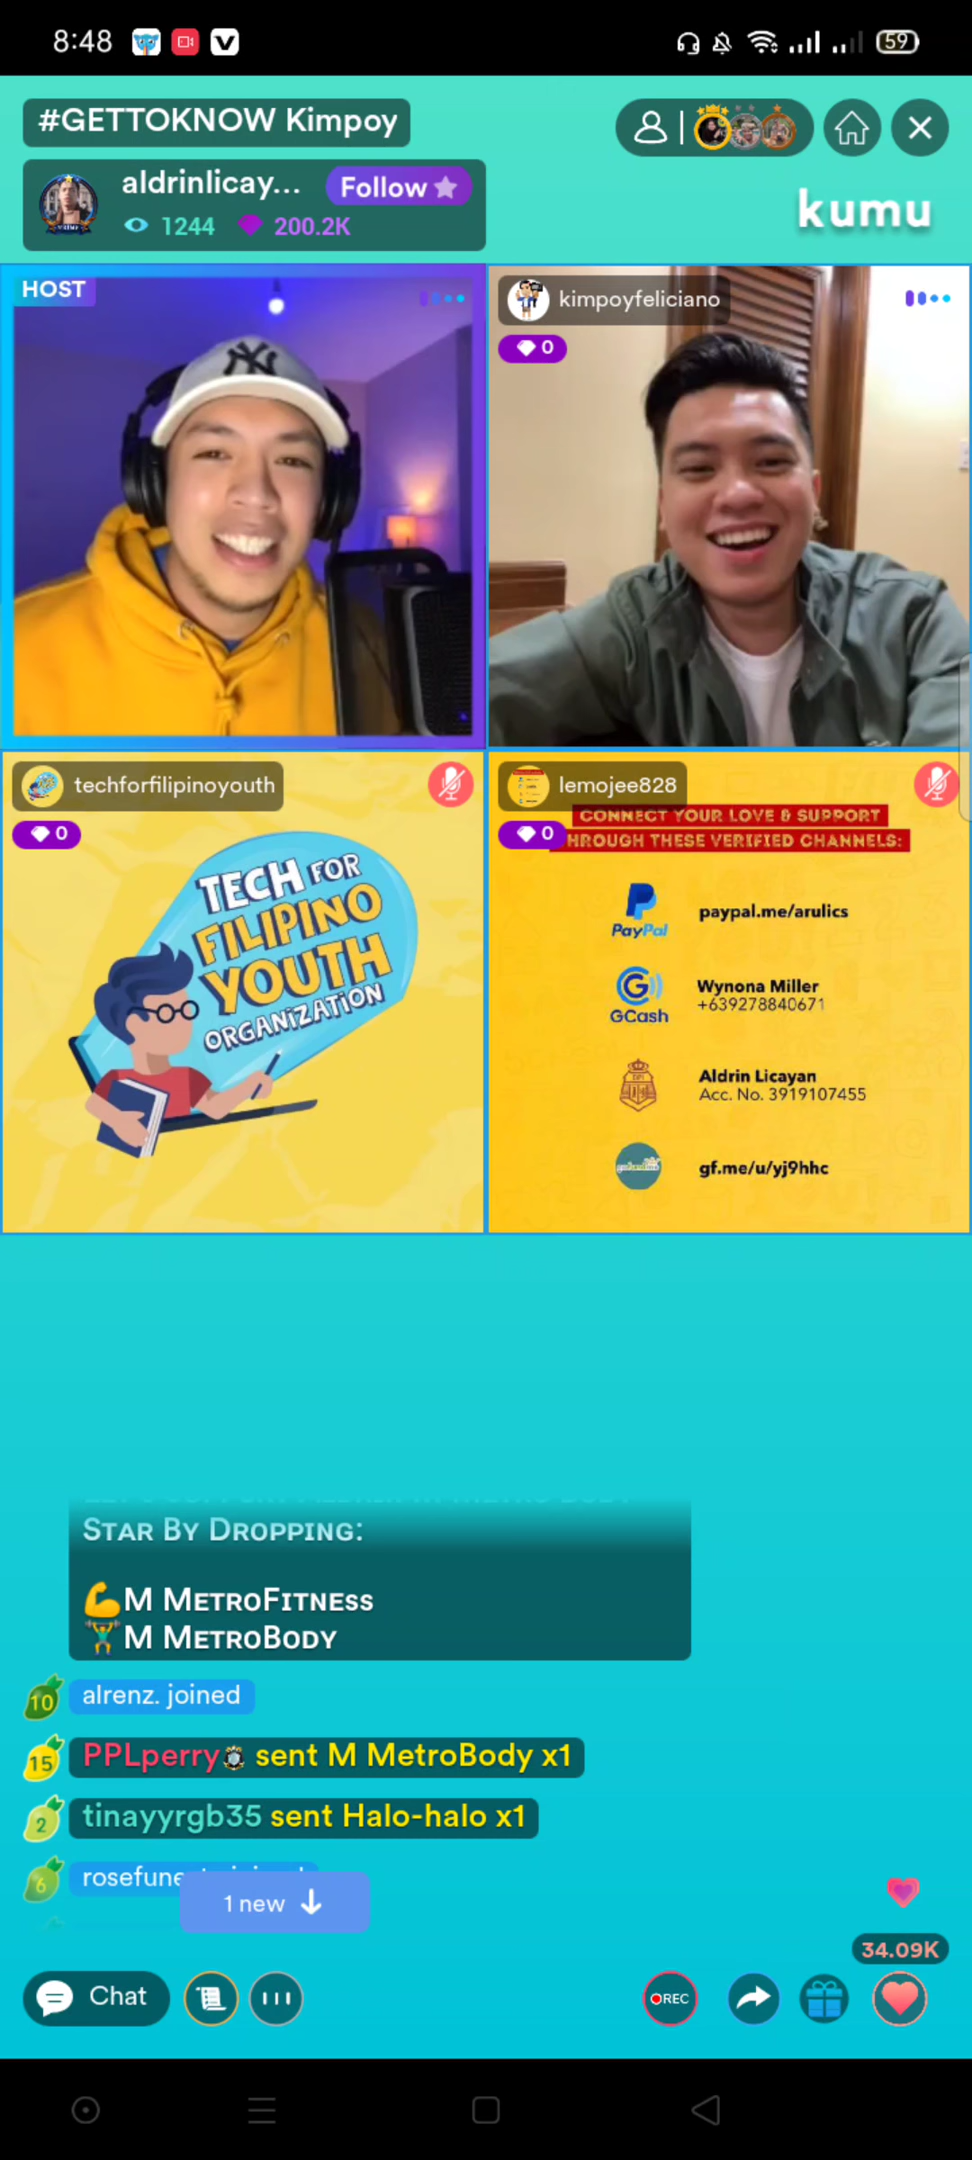 8:48
59
#GETTOKNOW Kimpoy
aldrinlicay...
Follow
1244
200.2K
kumu
HOST
NY
kimpoyfeliciano
0
techforfilipinoyouth
0
TECH FOR
FILIPINO
YOUTH
ORGANIZATION
lemojee828
0
CONNECT YOUR LOVE & SUPPORT
HROUGH THESE VERIFIED CHANNELS:
PayPal
paypal.me/arulics
GCash
Wynona Miller
+639278840671
Aldrin Licayan
Acc. No. 3919107455
gf.me/u/yj9hhc
STAR BY DROPPING:
M METROFITNESS
M METROBODY
10 alrenz. joined
15 PPLperry sent M MetroBody x1
2 tinayyrgb35 sent Halo-halo x1
6 rosefune
1 new
34.09K
Chat
REC